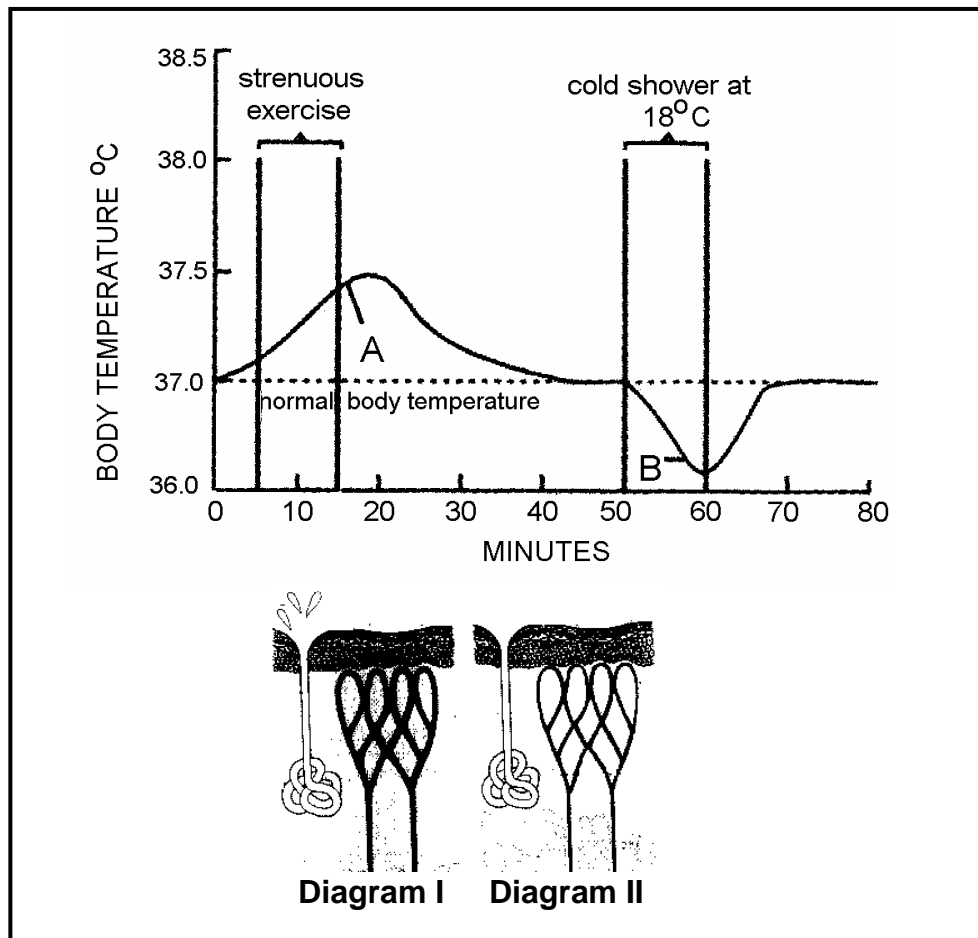 38.5
strenuous
exercise
cold shower at
18°C
38.0
BODY TEMPERATURE °C
37.5
A
37.0
normal body temperature
B
36.0
0 10 20 30 40 50 60 70 80
MINUTES
Diagram I Diagram II